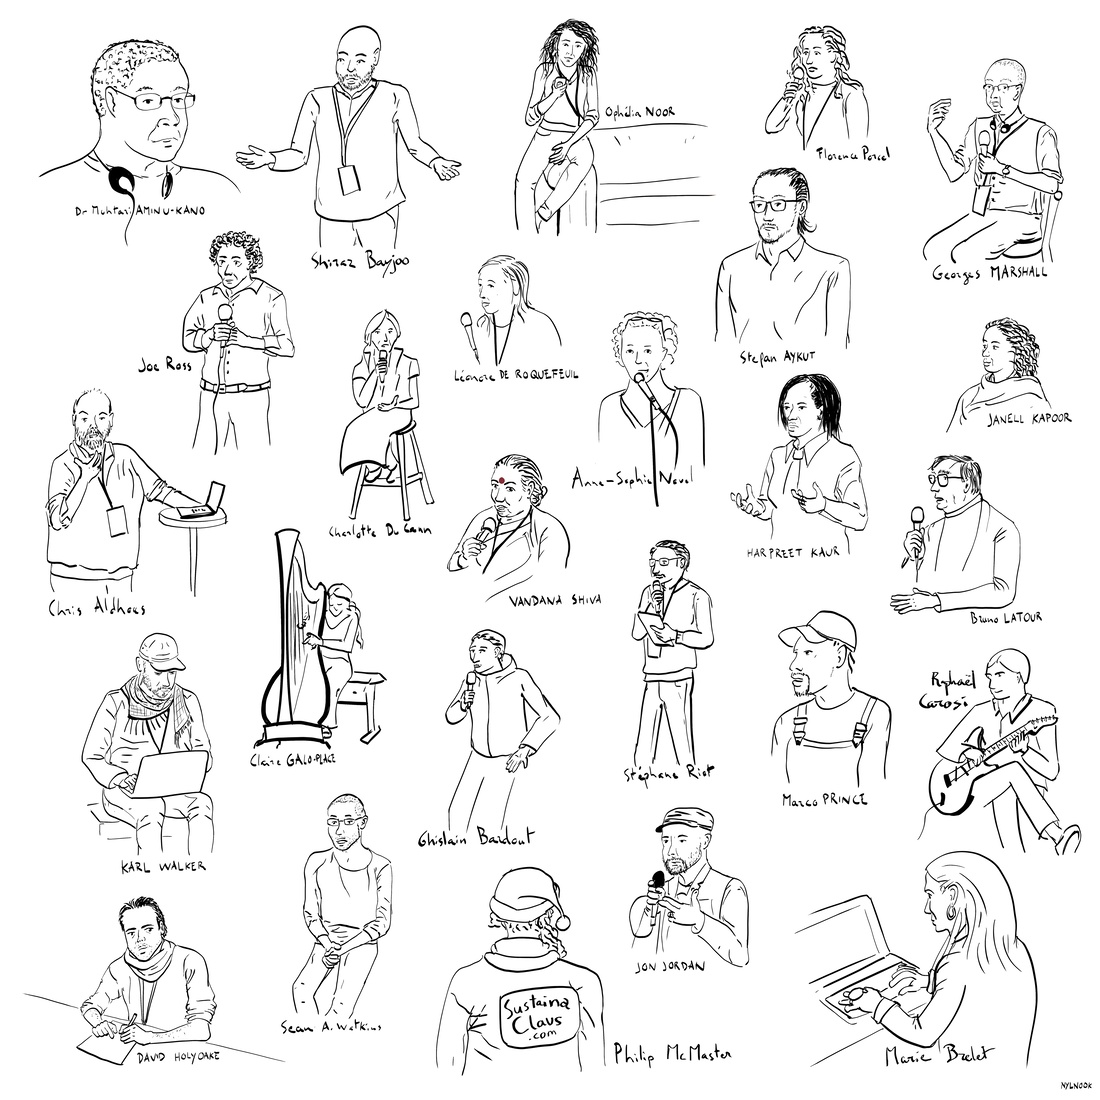 Ophélia NOOR
Florence Porcel
Dr Muhtari AMINU-KANO
Shiraz Bayjoo
Georges MARSHALL
Stefan AYKUT
Joe Ross
Léonore DE ROQUEFEUIL
JANELL KAPOOR
Anne-Sophie Novel
Charlotte Du Cann
HARPREET KAUR
Chris Aldhous
VANDANA SHIVA
Bruno LATOUR
Raphaël
Carosi
Claire GALO-PLACE
Stéphane Riot
Marco PRINCE
Ghislain Bardout
KARL WALKER
JON JORDAN
Sustaina
Claus
.com
Sean A. Watkins
DAVID HOLYOAKE
Philip McMaster
Marie Brelet
NYLNOOK